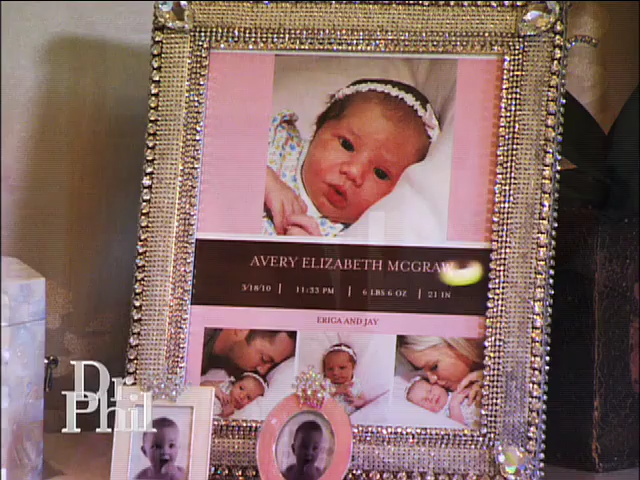 AVERY ELIZABETH MCGRAW
3/18/10 | 11:33 PM | 6 LBS 6 OZ | 21 IN
ERICA AND JAY
Dr.
Phil